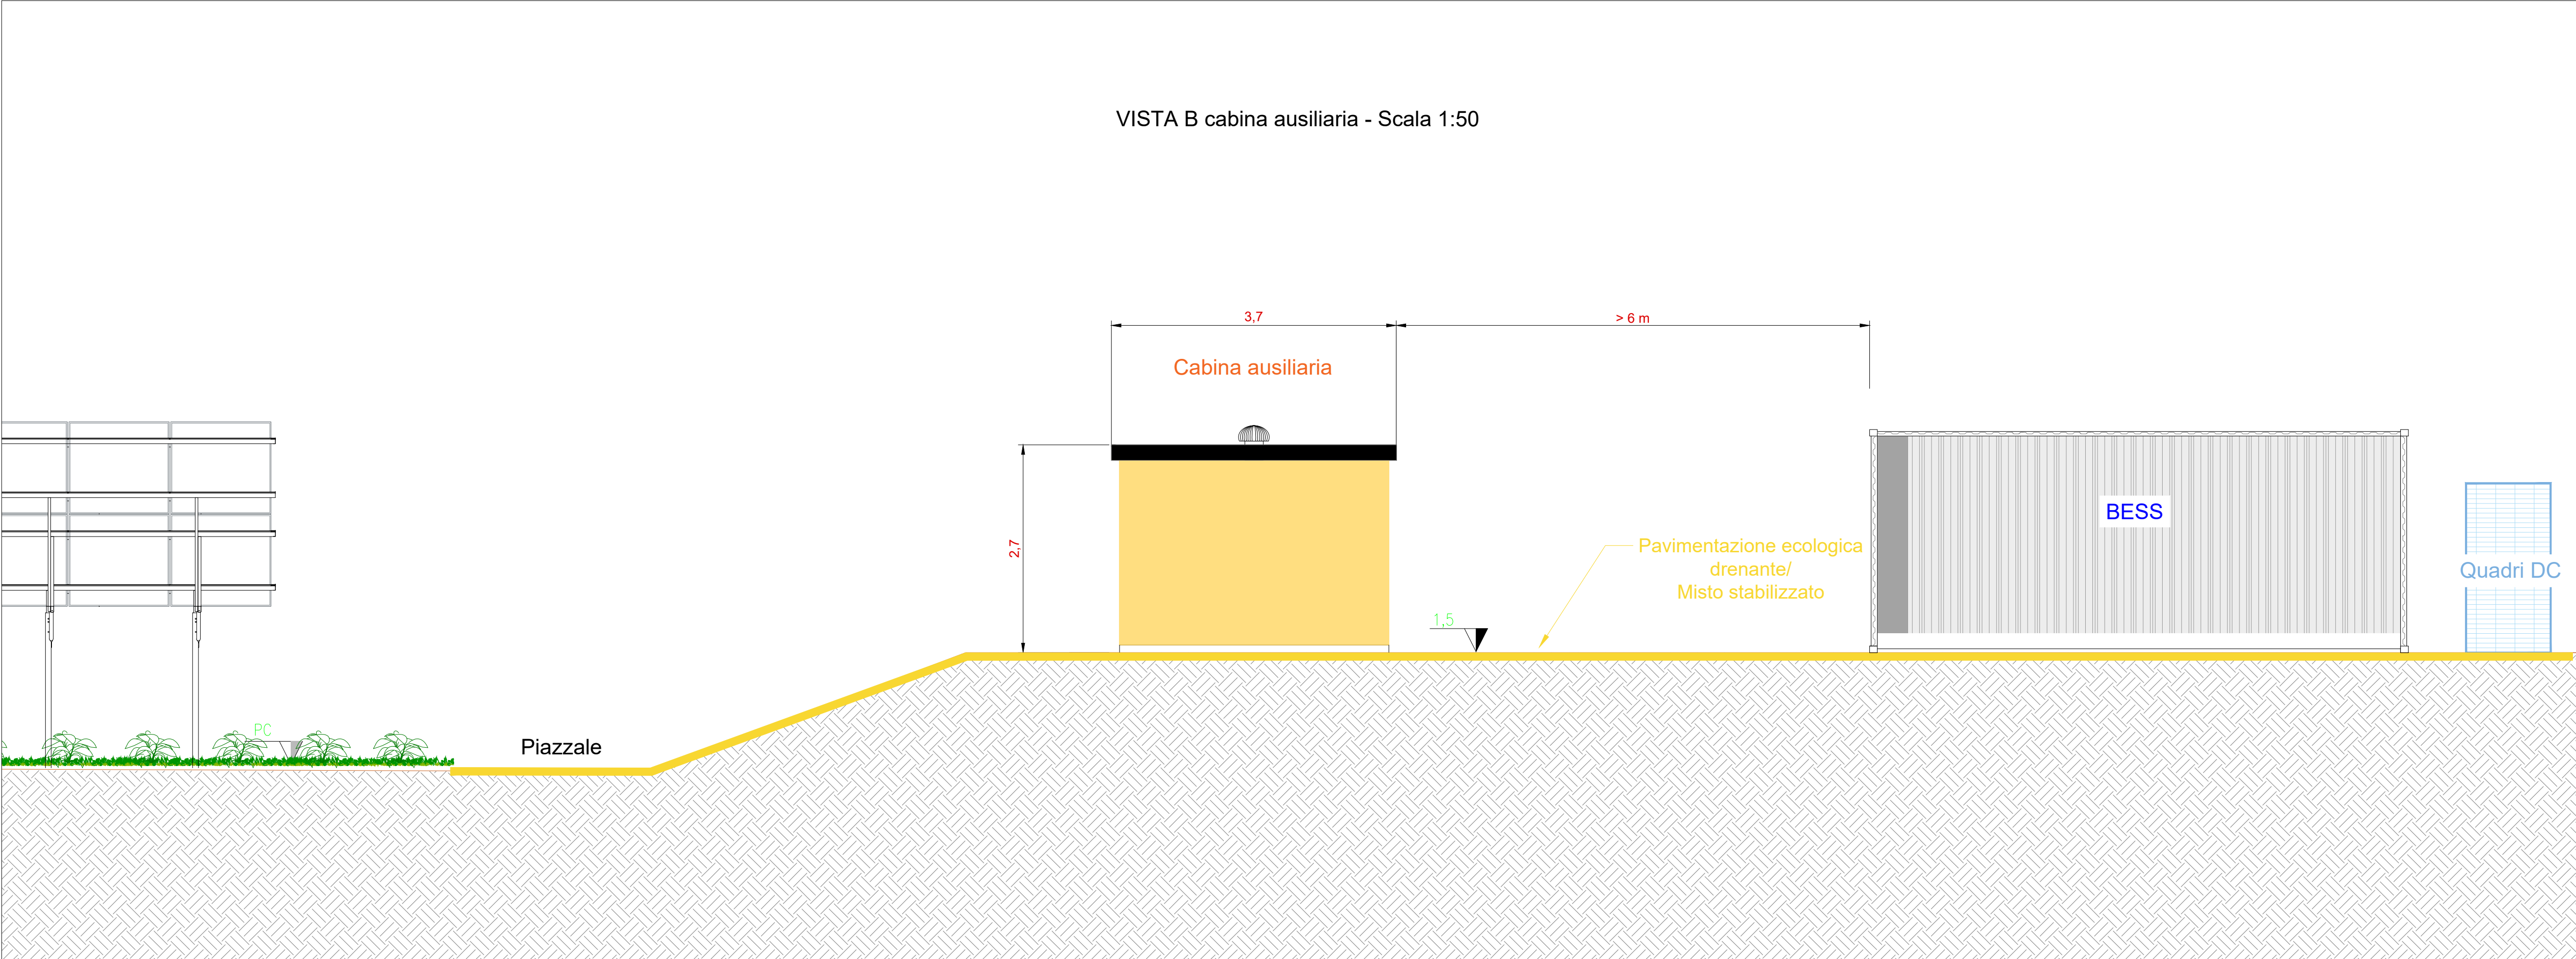 VISTA B cabina ausiliaria - Scala 1:50
3,7
> 6 m
Cabina ausiliaria
2,7
BESS
Pavimentazione ecologica
drenante/
Misto stabilizzato
Quadri DC
1,5
PC
Piazzale